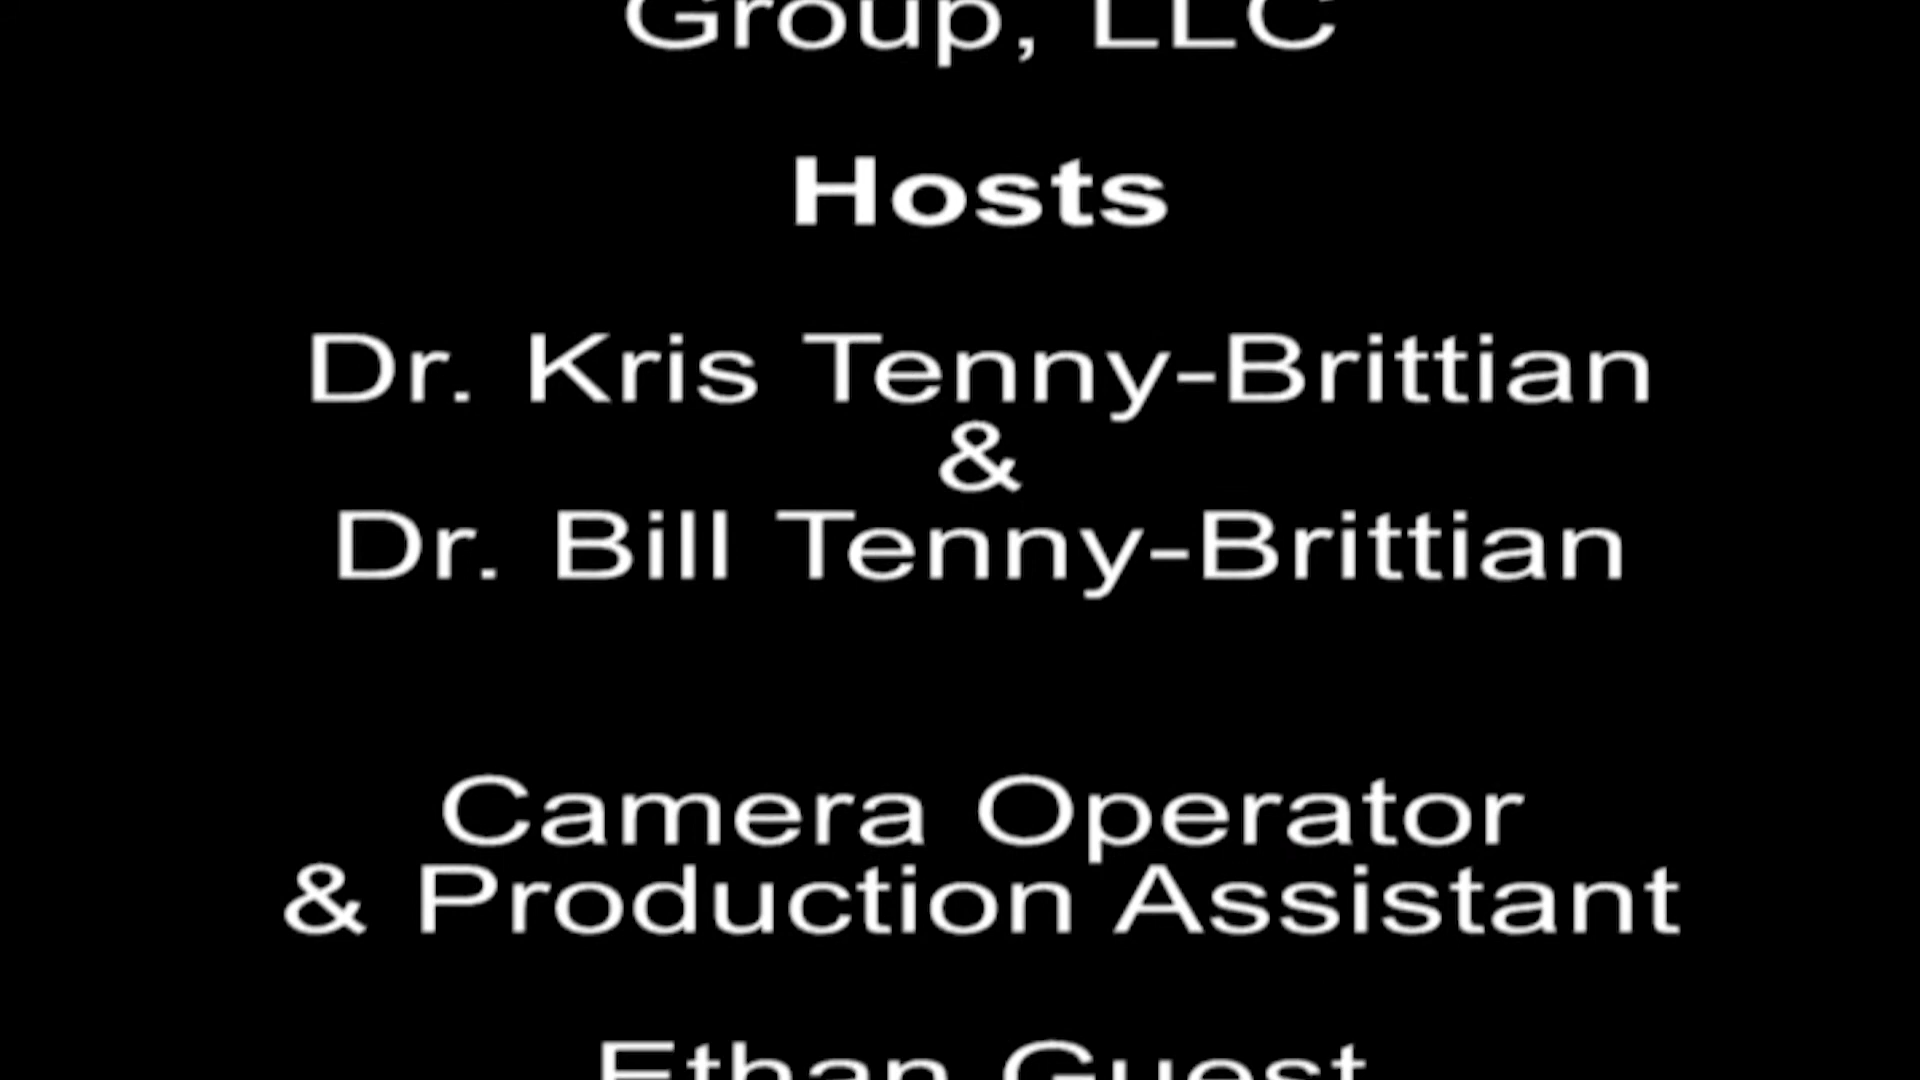 Group, LLC
Hosts
Dr. Kris Tenny-Brittian
&
Dr. Bill Tenny-Brittian
Camera Operator
& Production Assistant
Ethan Guest